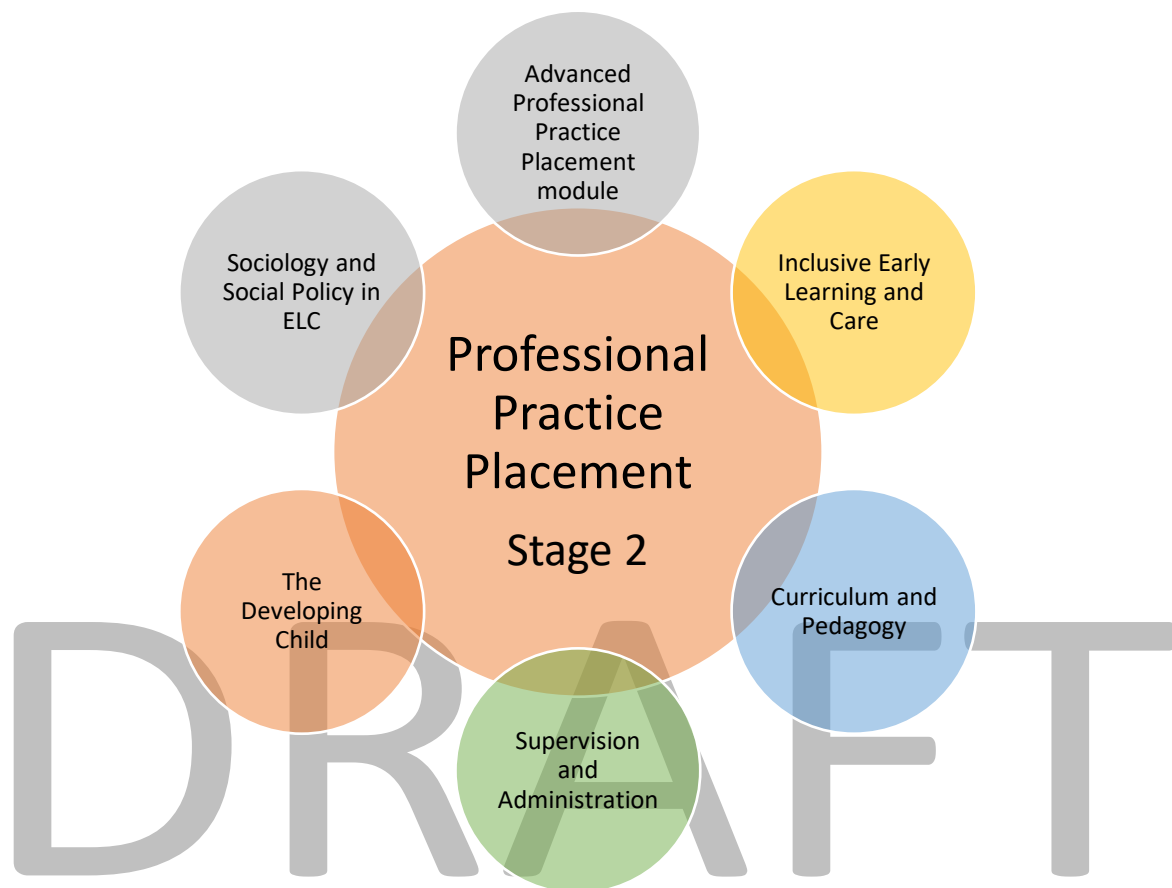 Advanced
Professional
Practice
Placement
module
Sociology and
Social Policy in
ELC
Inclusive Early
Learning and
Care
Professional
Practice
Placement
Stage 2
The
Developing
Child
Curriculum and
Pedagogy
Supervision
and
Administration
DRAFT